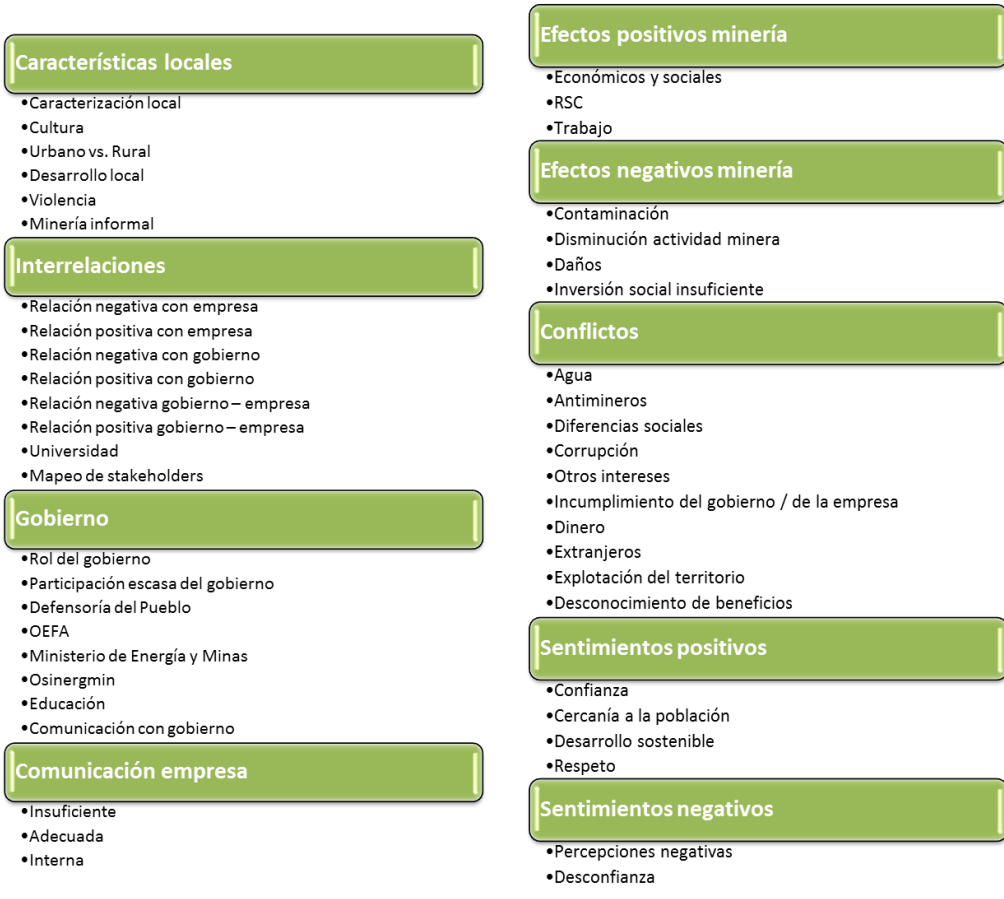 Características locales
•Caracterización local
•Cultura
•Urbano vs. Rural
•Desarrollo local
•Violencia
•Minería informal
Interrelaciones
•Relación negativa con empresa
•Relación positiva con empresa
•Relación negativa con gobierno
•Relación positiva con gobierno
•Relación negativa gobierno – empresa
•Relación positiva gobierno – empresa
•Universidad
•Mapeo de stakeholders
Gobierno
•Rol del gobierno
•Participación escasa del gobierno
•Defensoría del Pueblo
•OEFA
•Ministerio de Energía y Minas
•Osinergmin
•Educación
•Comunicación con gobierno
Comunicación empresa
•Insuficiente
•Adecuada
•Interna
Efectos positivos minería
•Económicos y sociales
•RSC
•Trabajo
Efectos negativos minería
•Contaminación
•Disminución actividad minera
•Daños
•Inversión social insuficiente
Conflictos
•Agua
•Antimineros
•Diferencias sociales
•Corrupción
•Otros intereses
•Incumplimiento del gobierno / de la empresa
•Dinero
•Extranjeros
•Explotación del territorio
•Desconocimiento de beneficios
Sentimientos positivos
•Confianza
•Cercanía a la población
•Desarrollo sostenible
•Respeto
Sentimientos negativos
•Percepciones negativas
•Desconfianza